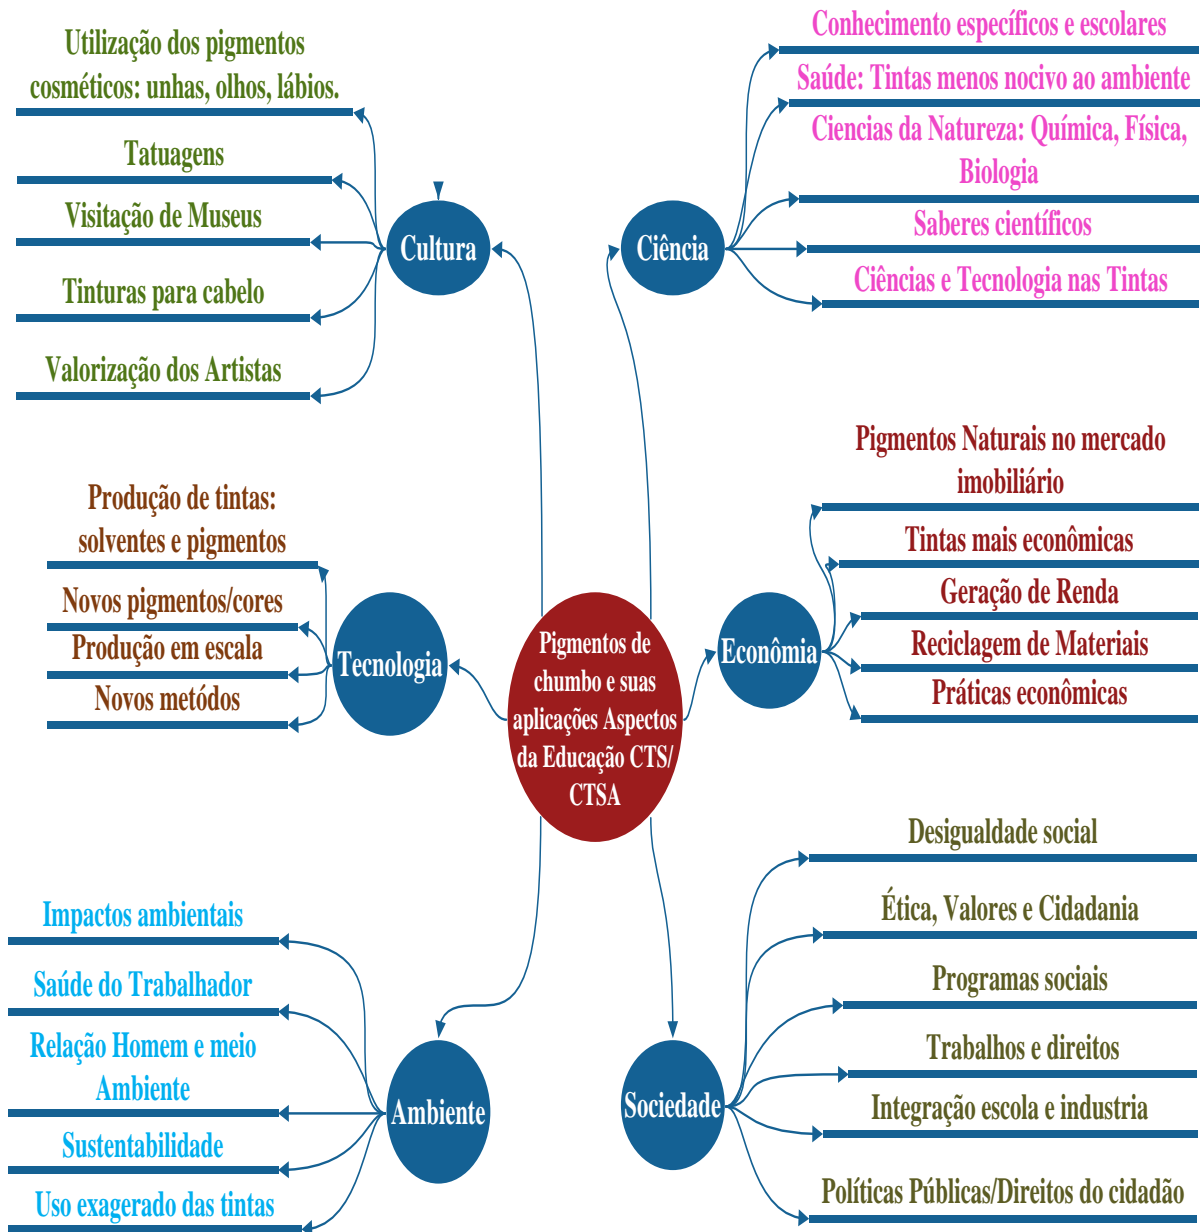 Utilização dos pigmentos
cosméticos: unhas, olhos, lábios.
Tatuagens
Visitação de Museus
Tinturas para cabelo
Valorização dos Artistas
Cultura
Conhecimento específicos e escolares
Saúde: Tintas menos nocivo ao ambiente
Ciencias da Natureza: Química, Física,
Biologia
Saberes científicos
Ciências e Tecnologia nas Tintas
Ciência
Produção de tintas:
solventes e pigmentos
Novos pigmentos/cores
Produção em escala
Novos metódos
Tecnologia
Pigmentos de
chumbo e suas
aplicações Aspectos
da Educação CTS/
CTSA
Econômia
Pigmentos Naturais no mercado
imobiliário
Tintas mais econômicas
Geração de Renda
Reciclagem de Materiais
Práticas econômicas
Impactos ambientais
Saúde do Trabalhador
Relação Homem e meio
Ambiente
Sustentabilidade
Uso exagerado das tintas
Ambiente
Sociedade
Desigualdade social
Ética, Valores e Cidadania
Programas sociais
Trabalhos e direitos
Integração escola e industria
Políticas Públicas/Direitos do cidadão